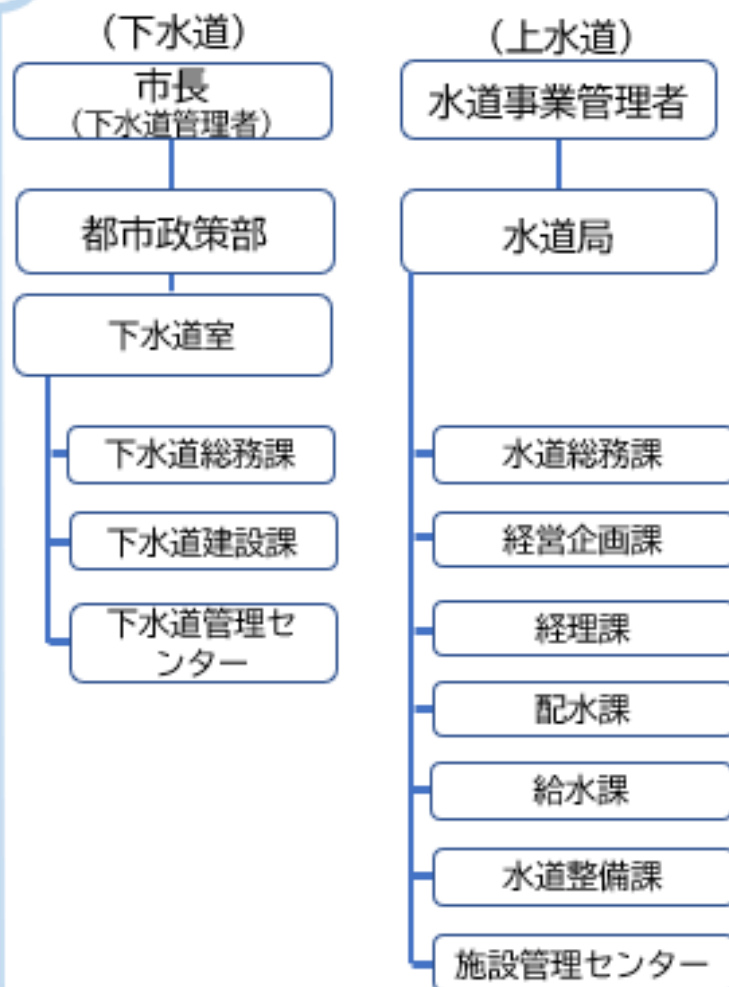 （下水道）
市長
（下水道管理者）
都市政策部
下水道室
下水道総務課
下水道建設課
下水道管理セ
ンター
（上水道）
水道事業管理者
水道局
水道総務課
経営企画課
経理課
配水課
給水課
水道整備課
施設管理センター